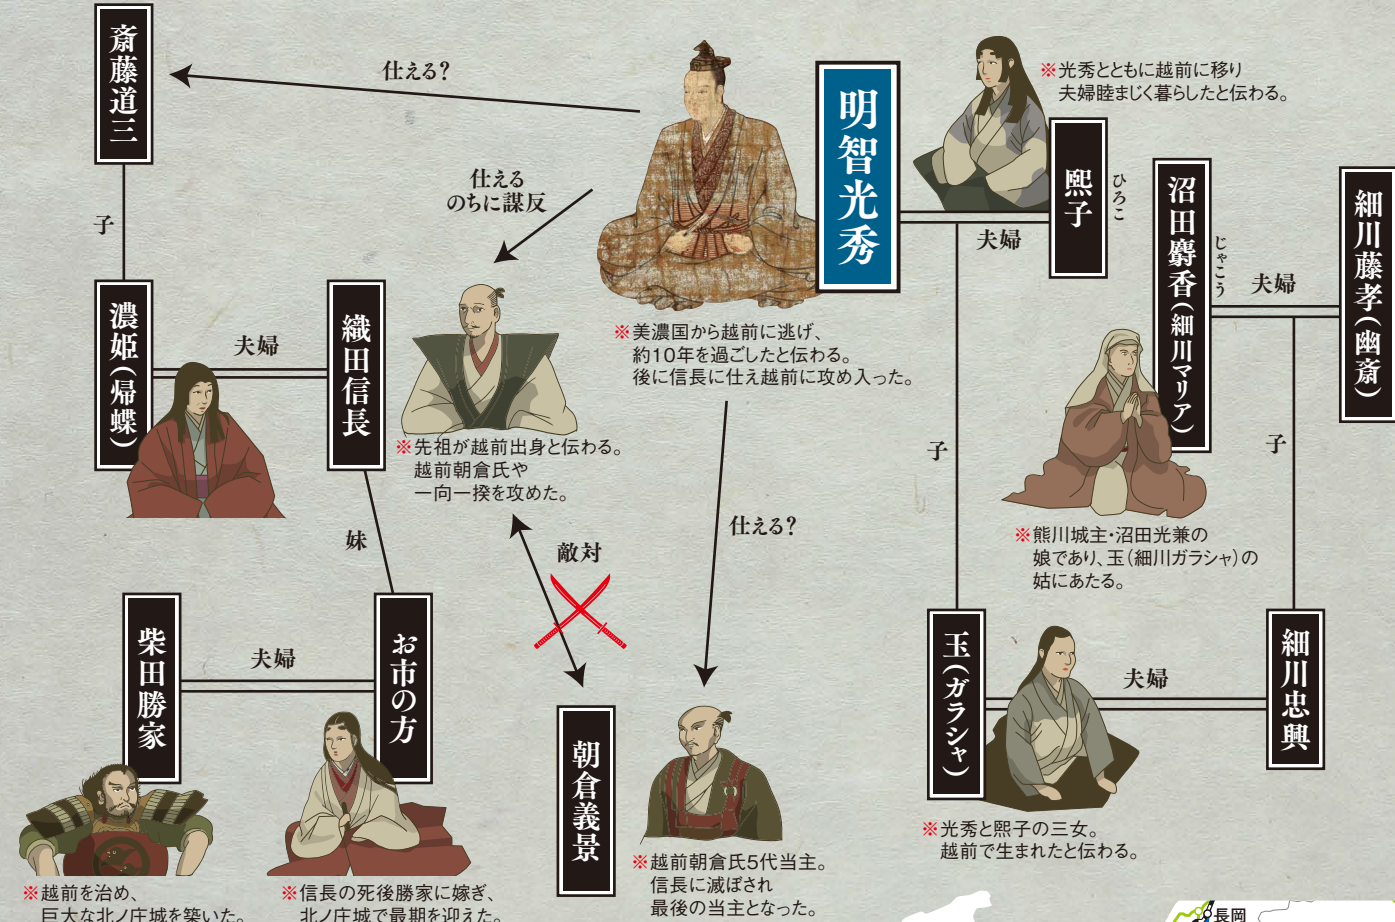 斎藤道三
仕える?
明智光秀
※光秀とともに越前に移り
夫婦睦まじく暮らしたと伝わる。
熙子
ひろこ
夫婦
沼田麝香(細川マリア)
じゃこう
夫婦
細川藤孝(幽斎)
仕える
のちに謀反
子
濃姫(帰蝶)
夫婦
織田信長
※美濃国から越前に逃げ、
約10年を過ごしたと伝わる。
後に信長に仕え越前に攻め入った。
※先祖が越前出身と伝わる。
越前朝倉氏や
一向一揆を攻めた。
子
子
妹
敵対
仕える?
※熊川城主・沼田光兼の
娘であり、玉(細川ガラシャ)の
姑にあたる。
柴田勝家
夫婦
お市の方
朝倉義景
玉(ガラシャ)
夫婦
細川忠興
※光秀と熙子の三女。
越前で生まれたと伝わる。
※越前朝倉氏5代当主。
信長に滅ぼされ
最後の当主となった。
※越前を治め、
巨大な北ノ庄城を築いた。
※信長の死後勝家に嫁ぎ、
北ノ庄城で最期を迎えた。
長岡